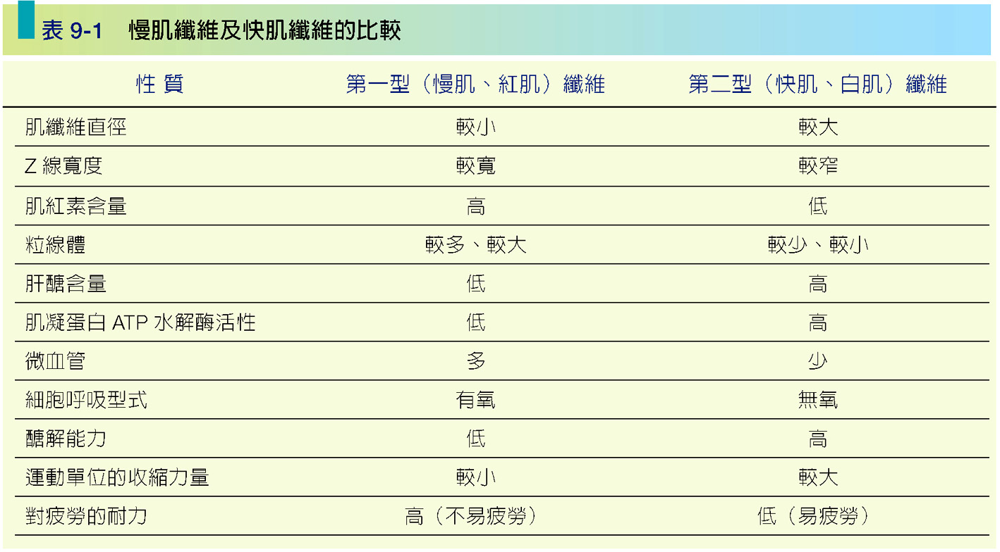 表 9-1 慢肌纖維及快肌纖維的比較
性 質 第一型（慢肌、紅肌）纖維 第二型（快肌、白肌）纖維
肌纖維直徑 較小 較大
Z 線寬度 較寬 較窄
肌紅素含量 高 低
粒線體 較多、較大 較少、較小
肝醣含量 低 高
肌凝蛋白 ATP 水解酶活性 低 高
微血管 多 少
細胞呼吸型式 有氧 無氧
醣解能力 低 高
運動單位的收縮力量 較小 較大
對疲勞的耐力 高（不易疲勞） 低（易疲勞）